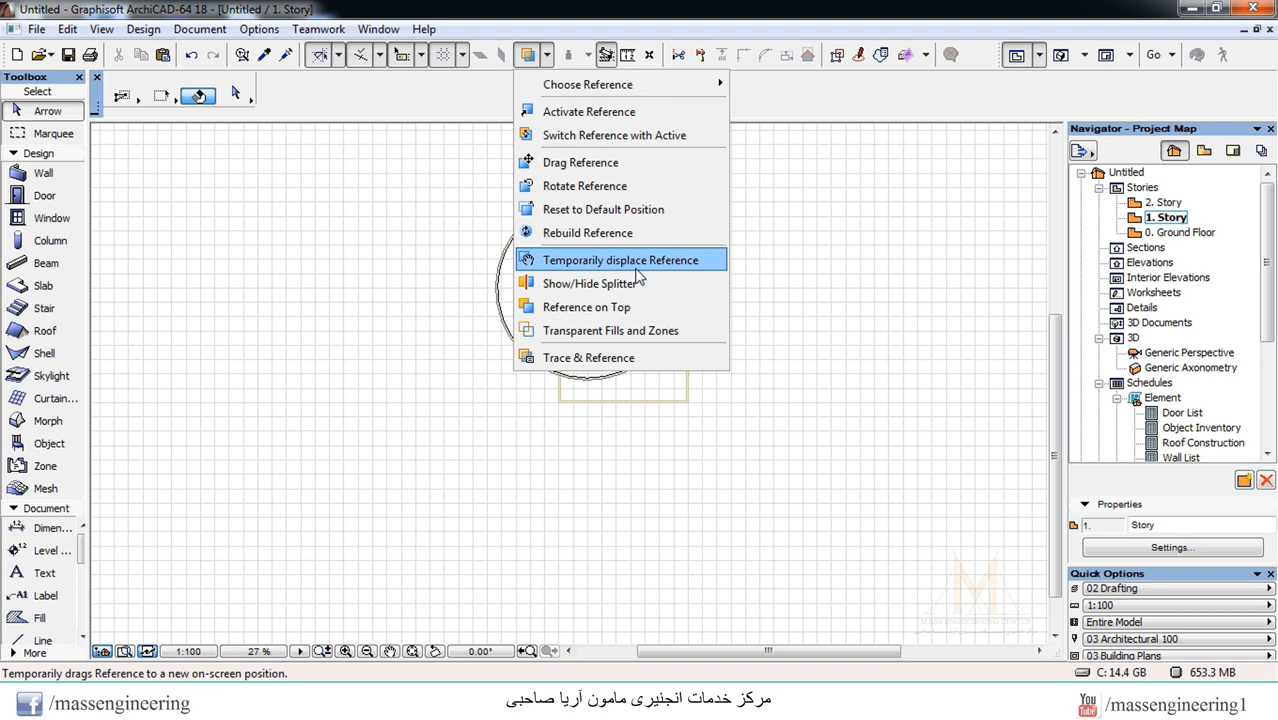 Untitled - Graphisoft ArchiCAD-64 18 - [Untitled / 1. Story]
File Edit View Design Document Options Teamwork Window Help
Toolbox
Select
Arrow
Marquee
Design
Wall
Door
Window
Column
Beam
Slab
Stair
Roof
Shell
Skylight
Curtain...
Morph
Object
Zone
Mesh
Document
Dimen...
Level ...
A Text
A1 Label
Fill
Line
More
Go
Choose Reference
Activate Reference
Switch Reference with Active
Drag Reference
Rotate Reference
Reset to Default Position
Rebuild Reference
Temporarily displace Reference
Show/Hide Splitter
Reference on Top
Transparent Fills and Zones
Trace & Reference
Navigator - Project Map
Untitled
Stories
2. Story
1. Story
0. Ground Floor
Sections
Elevations
Interior Elevations
Worksheets
Details
3D Documents
3D
Generic Perspective
Generic Axonometry
Schedules
Element
Door List
Object Inventory
Roof Construction
Wall List
Properties
1. Story
Settings...
Quick Options
02 Drafting
1:100
Entire Model
03 Architectural 100
03 Building Plans
MASS ENGINEERING CENTER
1:100 27 % 0.00°
Temporarily drags Reference to a new on-screen position.
C: 14.4 GB 653.3 MB
/massengineering
مرکز خدمات انجنیری مامون آریا صاحبی
You Tube /massengineering1